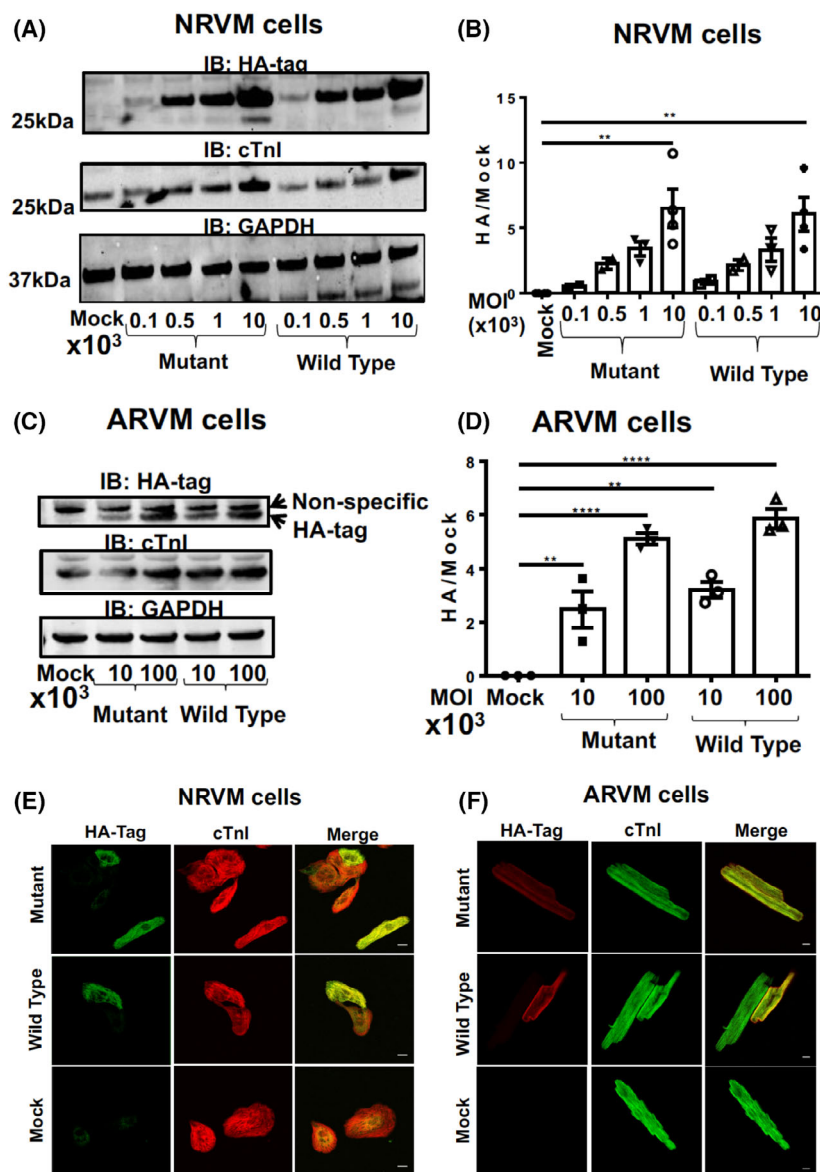 (A)
NRVM cells
IB: HA-tag
25kDa
IB: cTnI
25kDa
IB: GAPDH
37kDa
Mock 0.1 0.5 1 10 0.1 0.5 1 10
x10³
Mutant Wild Type
(B)
NRVM cells
15
10
5
0
HA/Mock
**
**
MOI
(x10³)
Mock
0.1 0.5 1 10 0.1 0.5 1 10
Mutant Wild Type
(C)
ARVM cells
IB: HA-tag
Non-specific
HA-tag
IB: cTnI
IB: GAPDH
Mock 10 100 10 100
x10³
Mutant Wild Type
(D)
ARVM cells
8
6
4
2
0
HA/Mock
****
**
****
**
MOI Mock 10 100 10 100
x10³
Mutant Wild Type
(E)
NRVM cells
HA-Tag cTnI Merge
Mutant
Wild Type
Mock
(F)
ARVM cells
HA-Tag cTnI Merge
Mutant
Wild Type
Mock